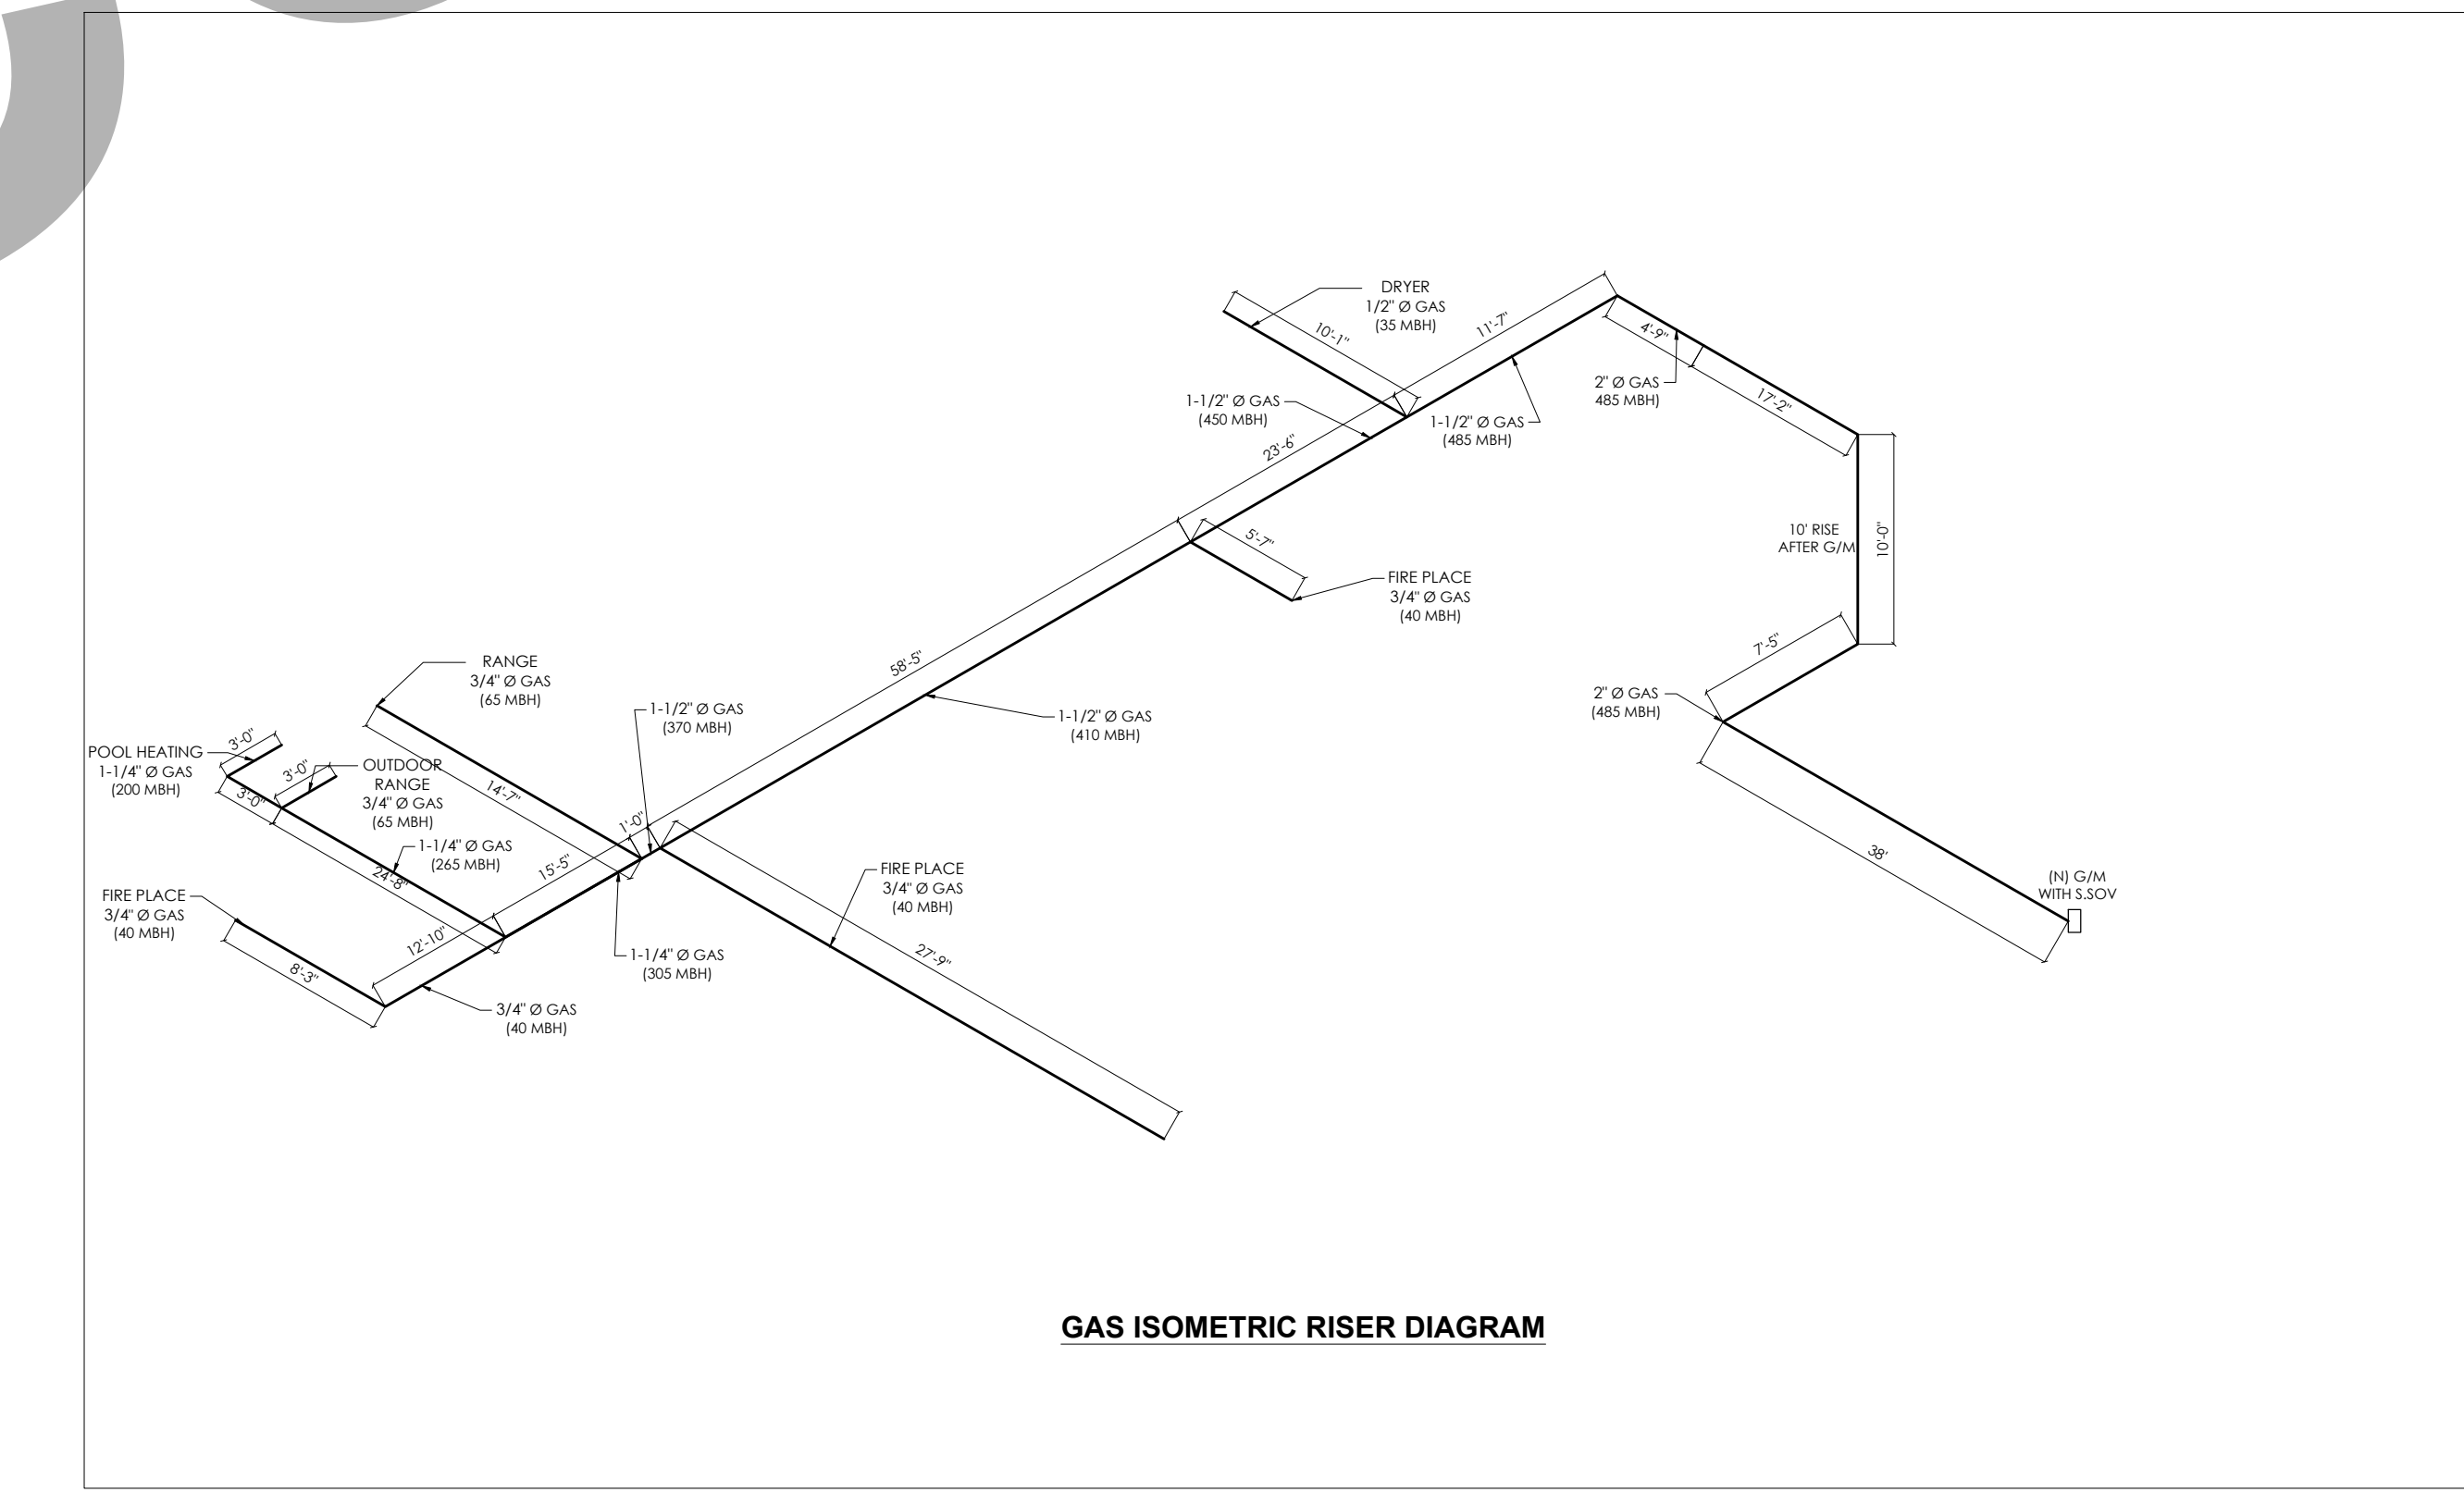 DRYER
1/2" Ø GAS
(35 MBH)
10'-1"
11'-7"
4'-9"
2" Ø GAS
485 MBH)
17'-2"
1-1/2" Ø GAS
(450 MBH)
1-1/2" Ø GAS
(485 MBH)
23'-6"
10' RISE
AFTER G/M
10'-0"
5'-7"
FIRE PLACE
3/4" Ø GAS
(40 MBH)
7'-5"
58'-5"
RANGE
3/4" Ø GAS
(65 MBH)
2" Ø GAS
(485 MBH)
1-1/2" Ø GAS
(370 MBH)
1-1/2" Ø GAS
(410 MBH)
3'-0"
POOL HEATING
1-1/4" Ø GAS
(200 MBH)
3'-0"
OUTDOOR
RANGE
3/4" Ø GAS
(65 MBH)
3'-0"
14'-7"
1'-0"
1-1/4" Ø GAS
(265 MBH)
15'-5"
24'-8"
38'
FIRE PLACE
3/4" Ø GAS
(40 MBH)
(N) G/M
WITH S.SOV
FIRE PLACE
3/4" Ø GAS
(40 MBH)
12'-10"
27'-9"
1-1/4" Ø GAS
(305 MBH)
8'-3"
3/4" Ø GAS
(40 MBH)
GAS ISOMETRIC RISER DIAGRAM